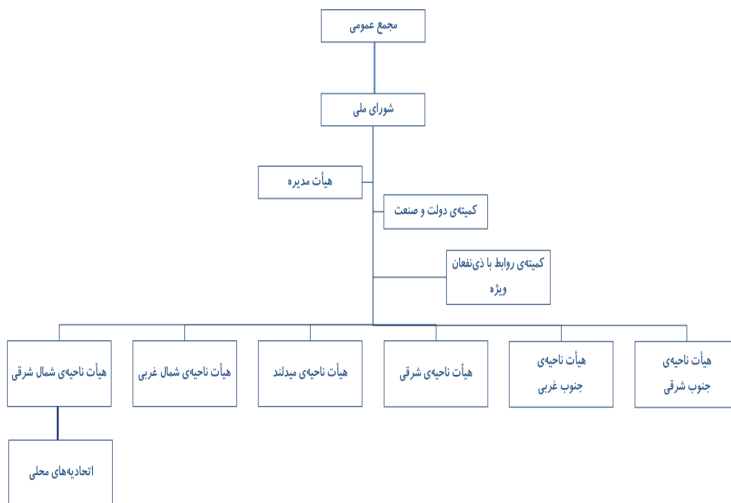 مجمع عمومی
شورای ملی
هیأت مدیره
کمیته‌ی دولت و صنعت
کمیته‌ی روابط با ذی‌نفعان
ویژه
هیأت ناحیه‌ی
جنوب شرقی
هیأت ناحیه‌ی
جنوب غربی
هیأت ناحیه‌ی شرقی
هیأت ناحیه‌ی میدلند
هیأت ناحیه‌ی شمال غربی
هیأت ناحیه‌ی شمال شرقی
اتحادیه‌های محلی